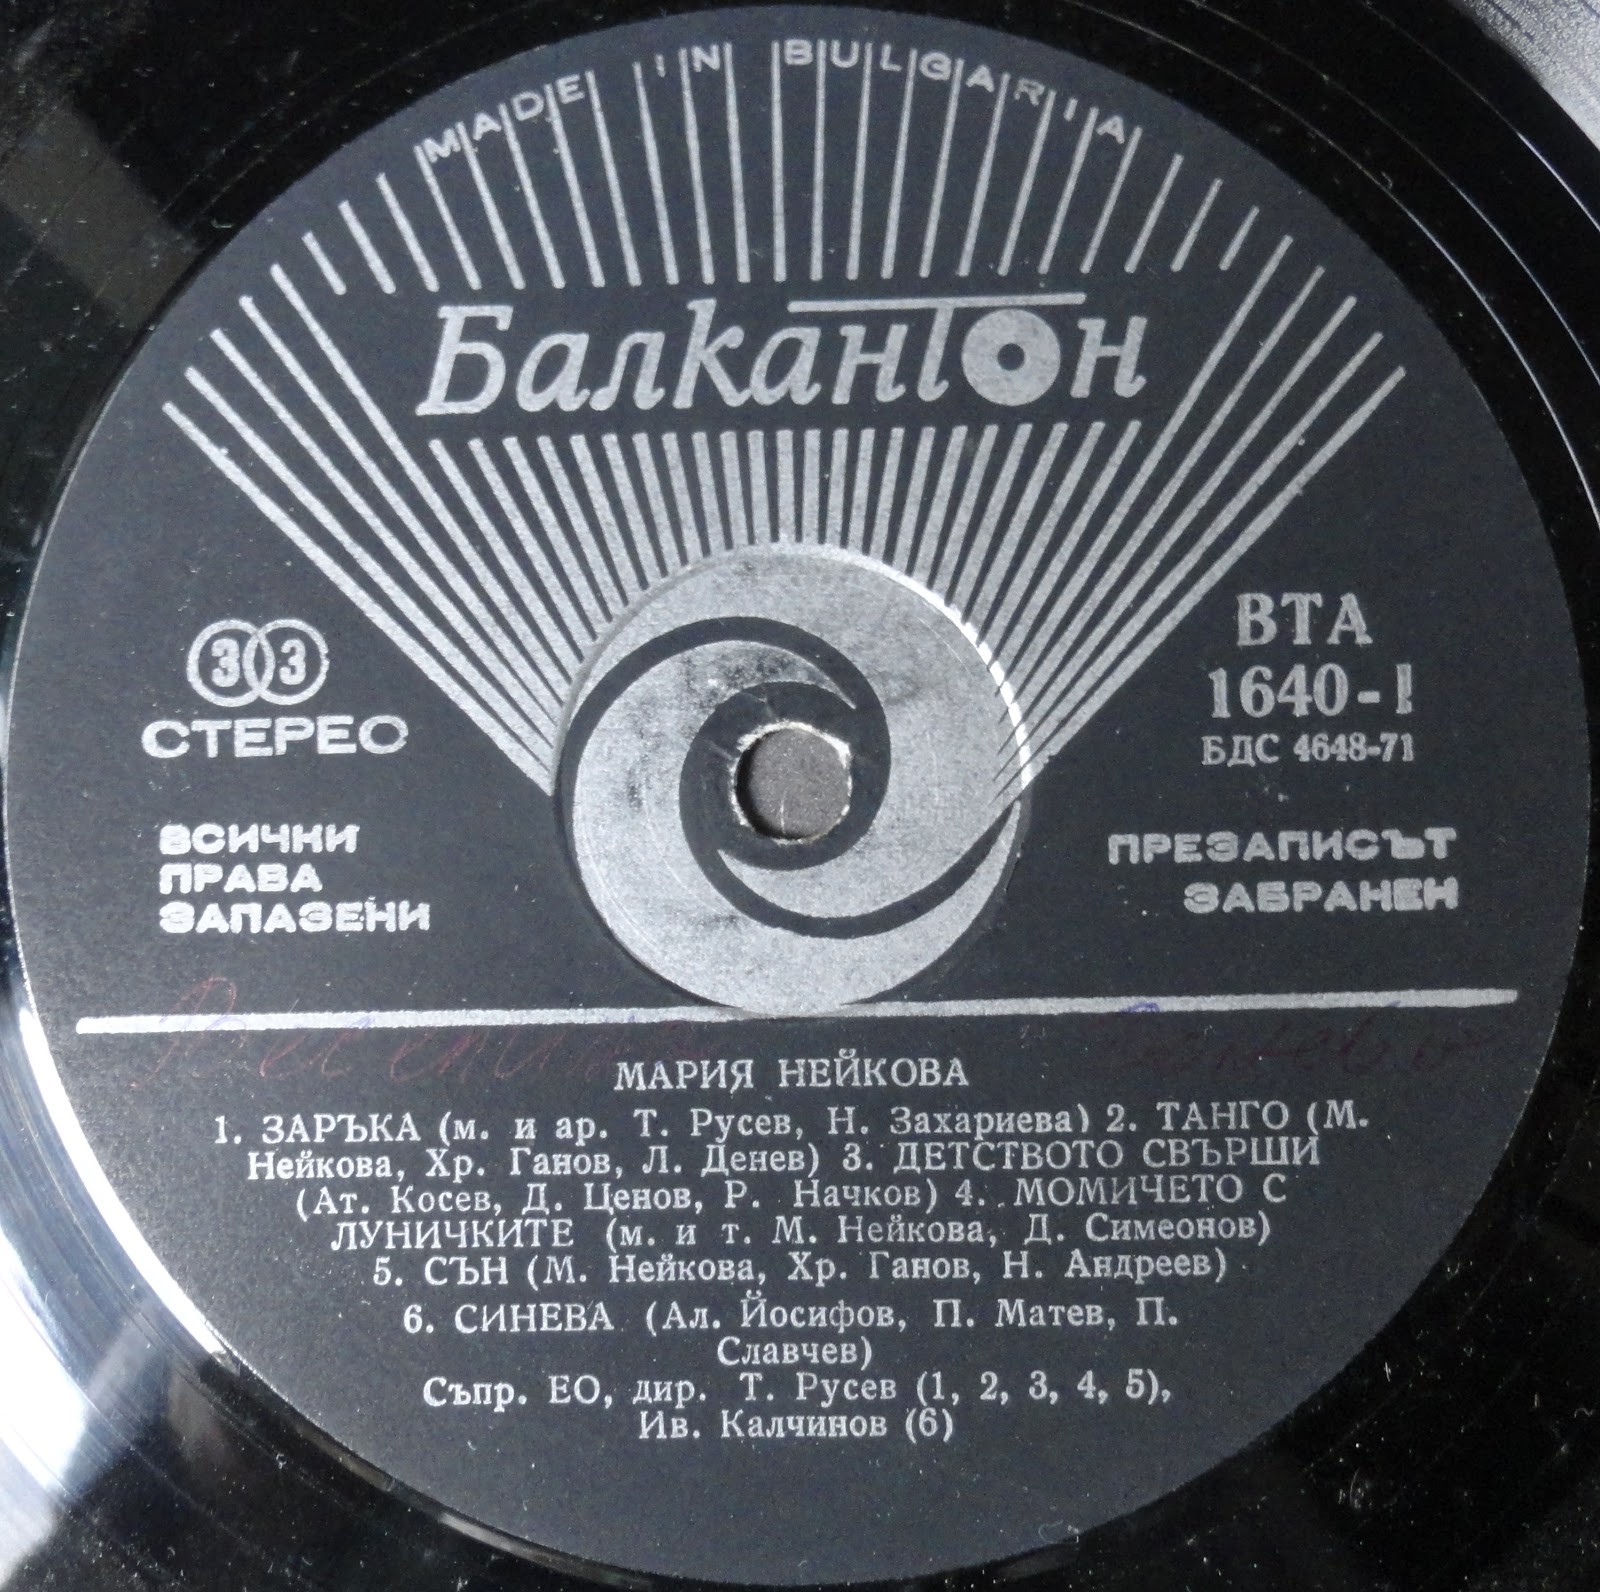 MADE IN BULGARIA
Балкантон
33
СТЕРЕО
ВТА
1640-I
БДС 4648-71
ВСИЧКИ
ПРАВА
ЗАПАЗЕНИ
ПРЕЗАПИСЪТ
ЗАБРАНЕН
МАРИЯ НЕЙКОВА
1. ЗАРЪКА (м. и ар. Т. Русев, Н. Захариева) 2. ТАНГО (М.
Нейкова, Хр. Ганов, Л. Денев) 3. ДЕТСТВОТО СВЪРШИ
(Ат. Косев, Д. Ценов, Р. Начков) 4. МОМИЧЕТО С
ЛУНИЧКИТЕ (м. и т. М. Нейкова, Д. Симеонов)
5. СЪН (М. Нейкова, Хр. Ганов, Н. Андреев)
6. СИНЕВА (Ал. Йосифов, П. Матев, П.
Славчев)
Съпр. ЕО, дир. Т. Русев (1, 2, 3, 4, 5),
Ив. Калчинов (6)